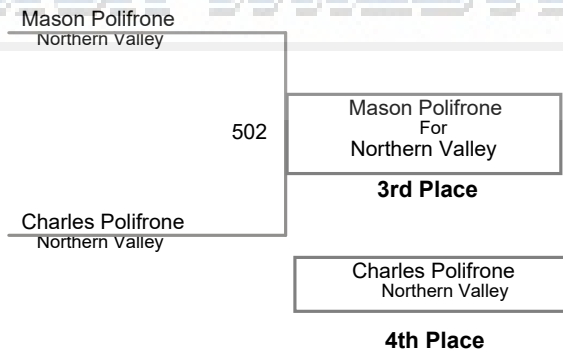 Mason Polifrone
Northern Valley
502
Mason Polifrone
For
Northern Valley
3rd Place
Charles Polifrone
Northern Valley
Charles Polifrone
Northern Valley
4th Place